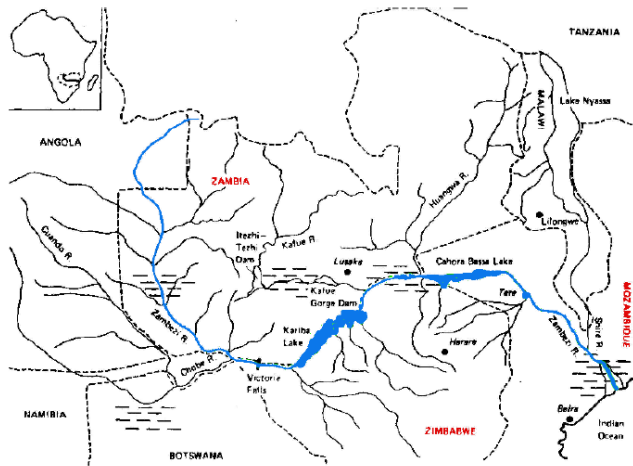 TANZANIA
MALAWI
Lake Nyassa
ANGOLA
ZAMBIA
Huangwa R.
Itezhi-
Tezhi
Dam
Kafue R.
Lilongwe
Cuando R.
Lusaka
Cahora Bassa Lake
Kafue
Gorge Dam
Tete
MOZAMBIQUE
Zambezi R.
Kariba
Lake
Zambezi R.
Shire R.
Harare
Chobe R.
Victoria
Falls
NAMIBIA
Beira
Indian
Ocean
ZIMBABWE
BOTSWANA